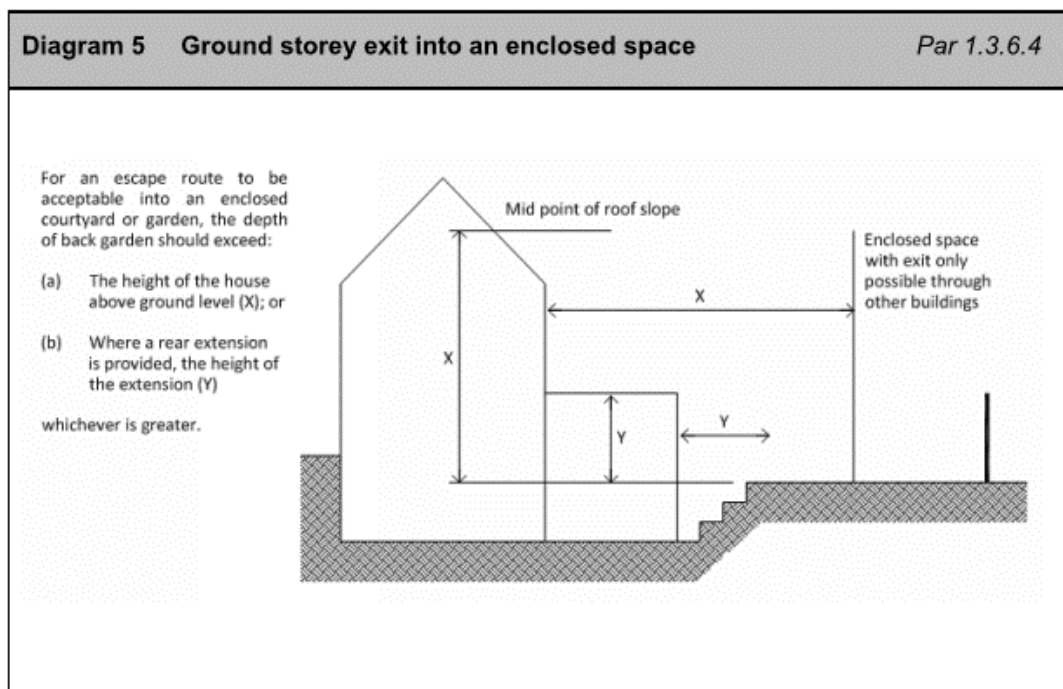 Diagram 5 Ground storey exit into an enclosed space Par 1.3.6.4
For an escape route to be
acceptable into an enclosed
courtyard or garden, the depth
of back garden should exceed:
(a) The height of the house
above ground level (X); or
(b) Where a rear extension
is provided, the height of
the extension (Y)
whichever is greater.
Mid point of roof slope
Enclosed space
with exit only
possible through
other buildings
X
X
Y
Y